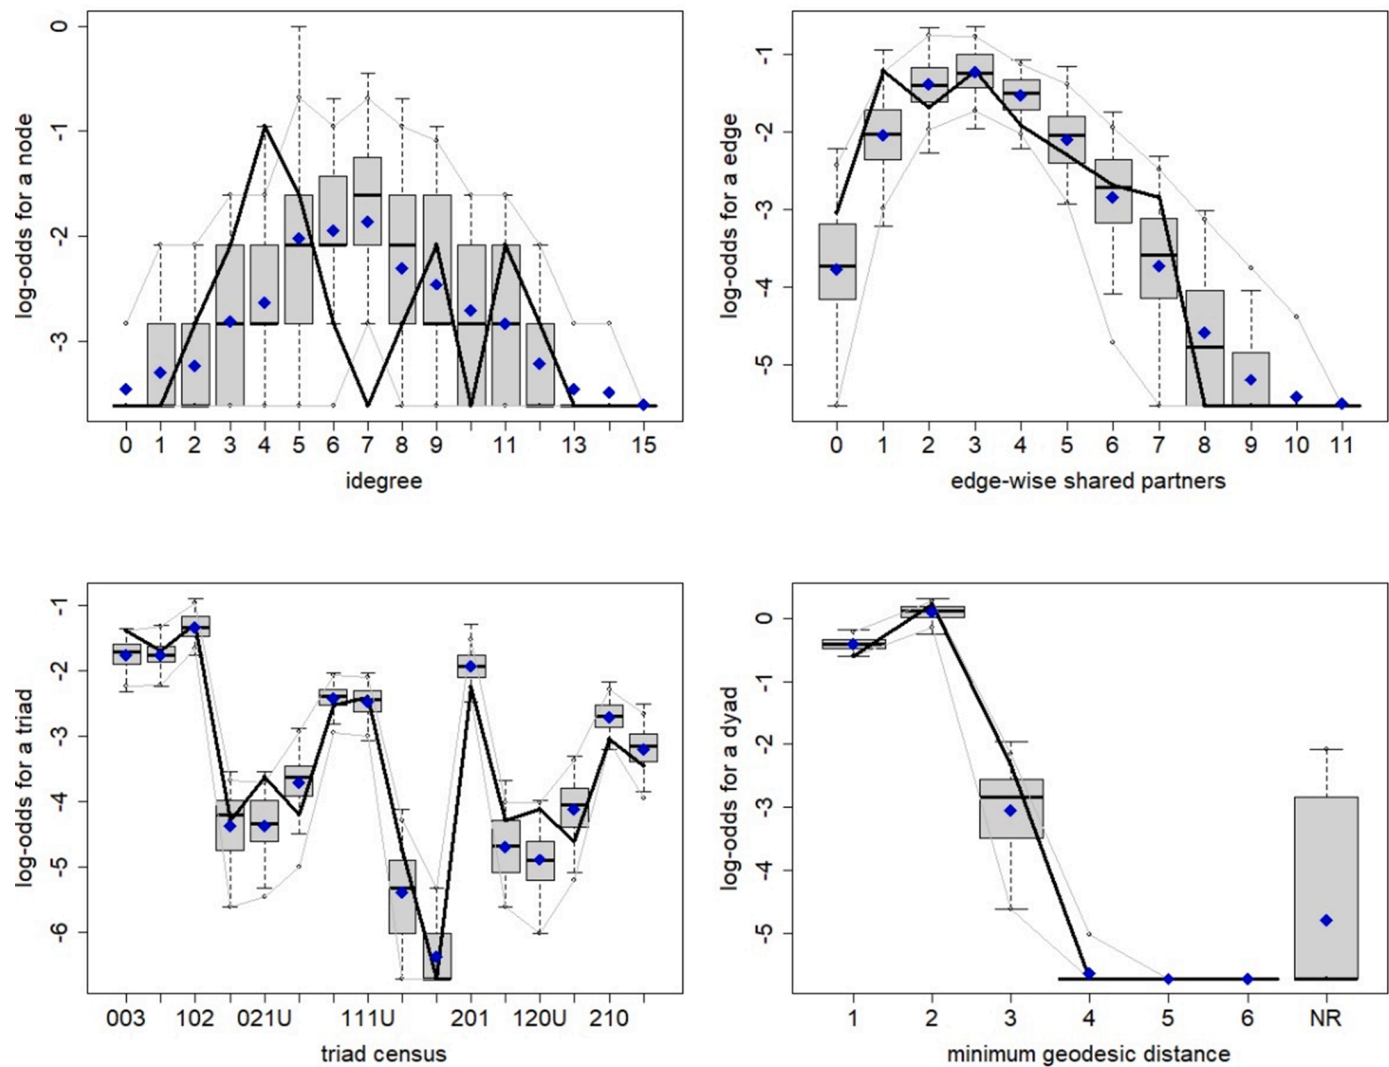 log-odds for a node
0
-1
-2
-3
0 1 2 3 4 5 6 7 8 9 10 11 13 15
idegree
log-odds for a edge
-1
-2
-3
-4
-5
0 1 2 3 4 5 6 7 8 9 10 11
edge-wise shared partners
log-odds for a triad
-1
-2
-3
-4
-5
-6
003 102 021U 111U 201 120U 210
triad census
log-odds for a dyad
0
-1
-2
-3
-4
-5
1 2 3 4 5 6 NR
minimum geodesic distance